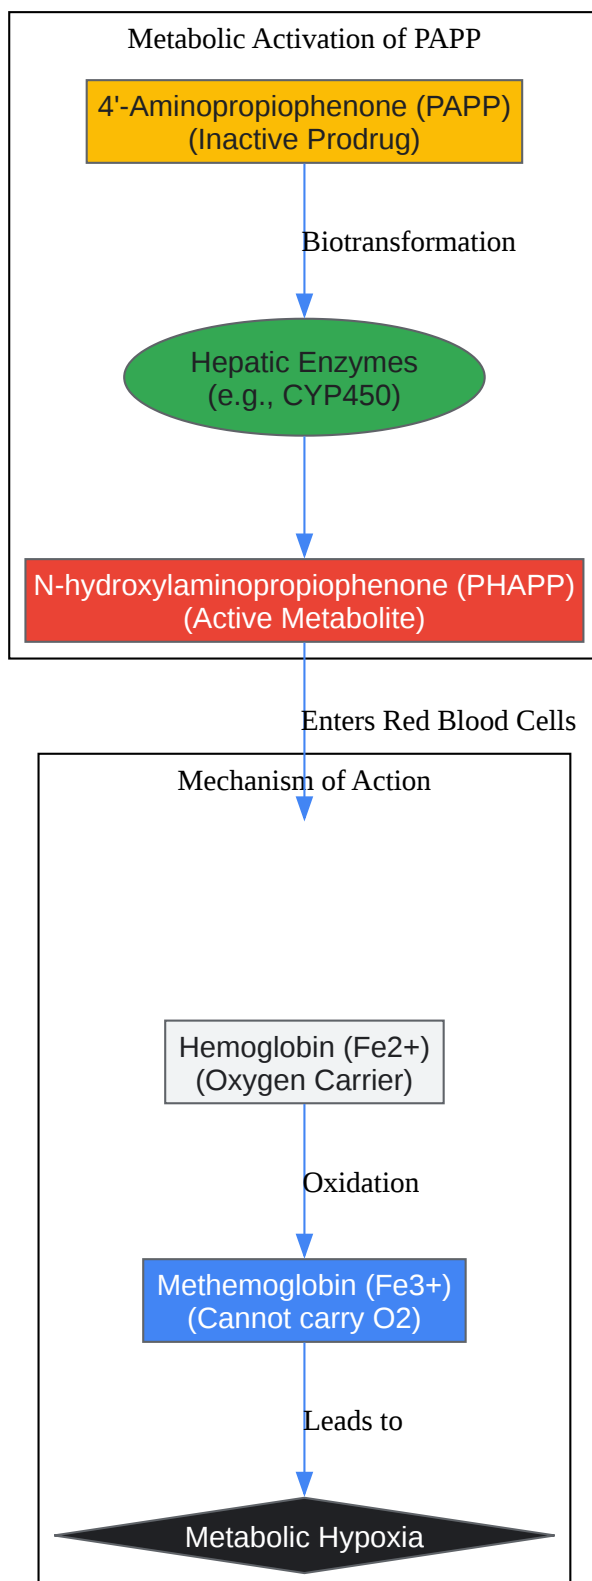 Metabolic Activation of PAPP
4'-Aminopropiophenone (PAPP)
(Inactive Prodrug)
Biotransformation
Hepatic Enzymes
(e.g., CYP450)
N-hydroxylaminopropiophenone (PHAPP)
(Active Metabolite)
Enters Red Blood Cells
Mechanism of Action
Hemoglobin (Fe2+)
(Oxygen Carrier)
Oxidation
Methemoglobin (Fe3+)
(Cannot carry O2)
Leads to
Metabolic Hypoxia